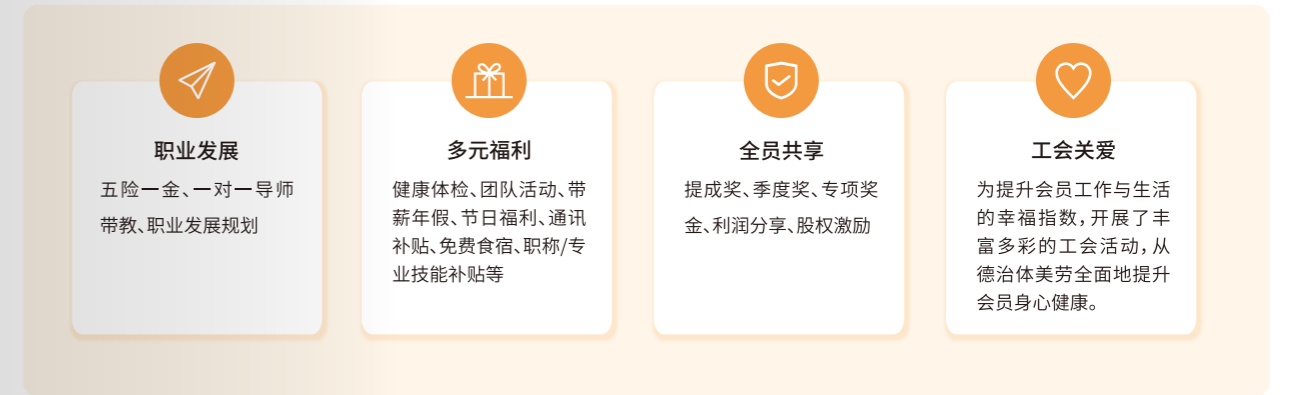 职业发展
五险一金、一对一导师
带教、职业发展规划
多元福利
健康体检、团队活动、带
薪年假、节日福利、通讯
补贴、免费食宿、职称/专
业技能补贴等
全员共享
提成奖、季度奖、专项奖
金、利润分享、股权激励
工会关爱
为提升会员工作与生活
的幸福指数，开展了丰
富多彩的工会活动，从
德治体美劳全面地提升
会员身心健康。